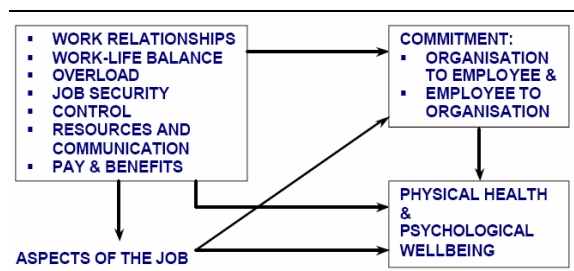 ▪ WORK RELATIONSHIPS
▪ WORK-LIFE BALANCE
▪ OVERLOAD
▪ JOB SECURITY
▪ CONTROL
▪ RESOURCES AND
COMMUNICATION
▪ PAY & BENEFITS
COMMITMENT:
▪ ORGANISATION
TO EMPLOYEE &
▪ EMPLOYEE TO
ORGANISATION
PHYSICAL HEALTH
&
PSYCHOLOGICAL
WELLBEING
ASPECTS OF THE JOB